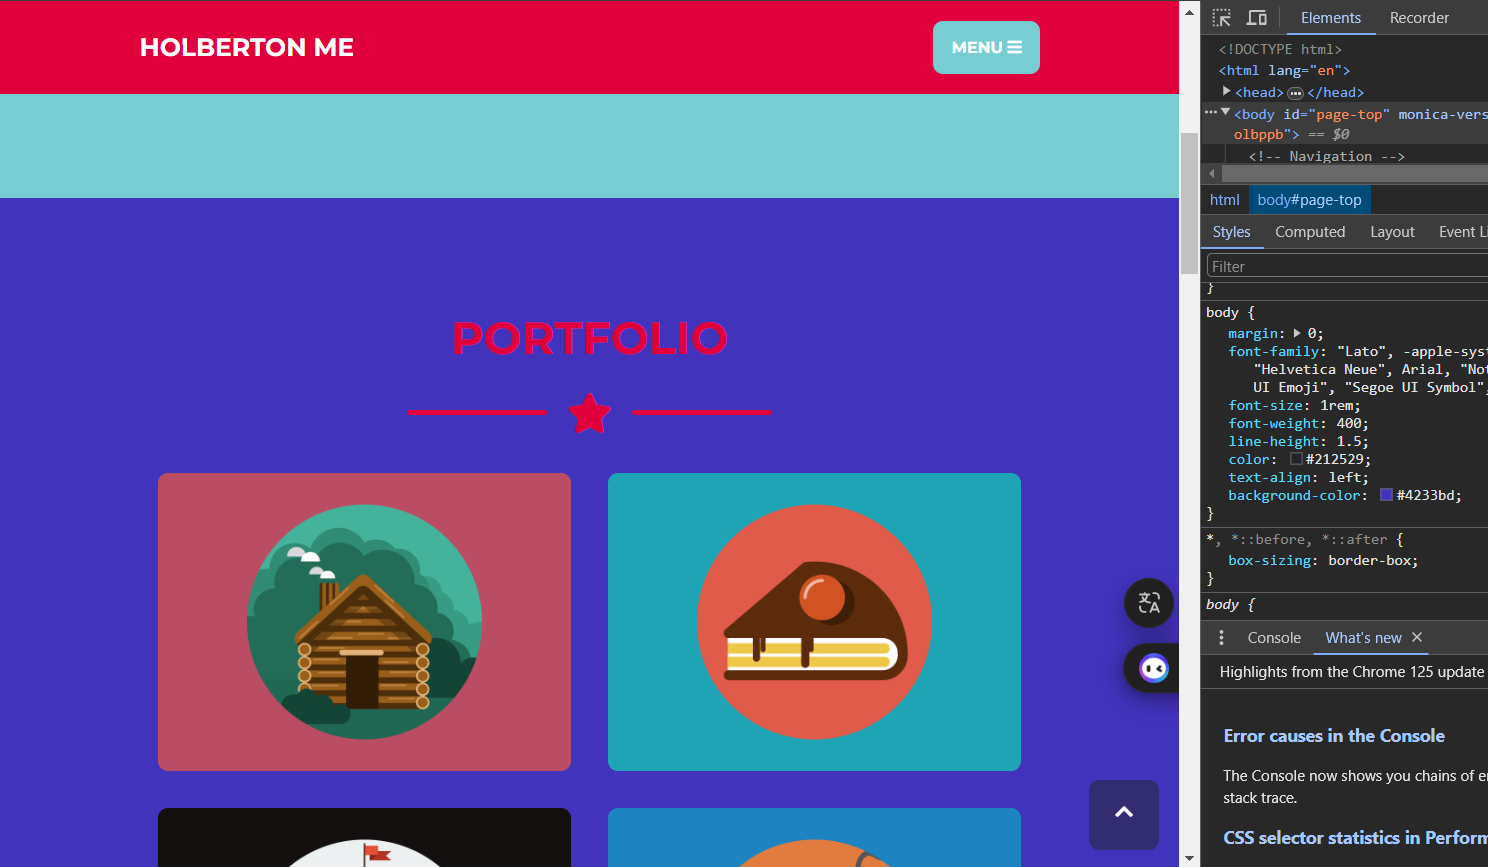 HOLBERTON ME
MENU
PORTFOLIO
Elements Recorder
<!DOCTYPE html>
<html lang="en">
<head> ••• </head>
••• <body id="page-top" monica-vers
olbppb"> == $0
<!-- Navigation -->
html body#page-top
Styles Computed Layout Event Li
Filter
}
body {
margin: 0;
font-family: "Lato", -apple-syst
"Helvetica Neue", Arial, "Not
UI Emoji", "Segoe UI Symbol",
font-size: 1rem;
font-weight: 400;
line-height: 1.5;
color: #212529;
text-align: left;
background-color: #4233bd;
}
*, *::before, *::after {
box-sizing: border-box;
}
body {
Console What's new
Highlights from the Chrome 125 update
Error causes in the Console
The Console now shows you chains of e
stack trace.
CSS selector statistics in Perform